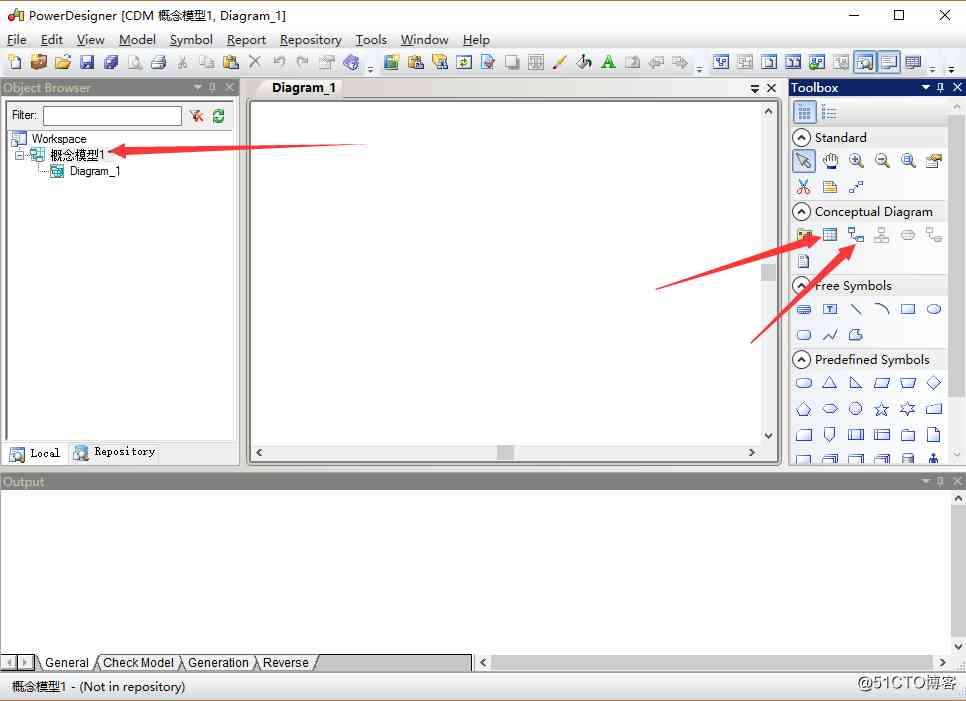 PowerDesigner [CDM 概念模型1, Diagram_1]
File Edit View Model Symbol Report Repository Tools Window Help
Object Browser
Filter:
Workspace
概念模型1
Diagram_1
Local Repository
Diagram_1
Toolbox
Standard
Conceptual Diagram
Free Symbols
Predefined Symbols
Output
General Check Model Generation Reverse
概念模型1 - (Not in repository)
@51CTO博客